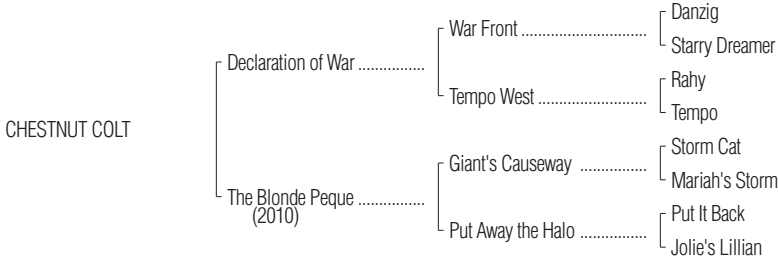 CHESTNUT COLT
Declaration of War ................
The Blonde Peque ................
(2010)
War Front ..............................
Tempo West ..........................
Giant's Causeway ................
Put Away the Halo ................
Danzig
Starry Dreamer
Rahy
Tempo
Storm Cat
Mariah's Storm
Put It Back
Jolie's Lillian